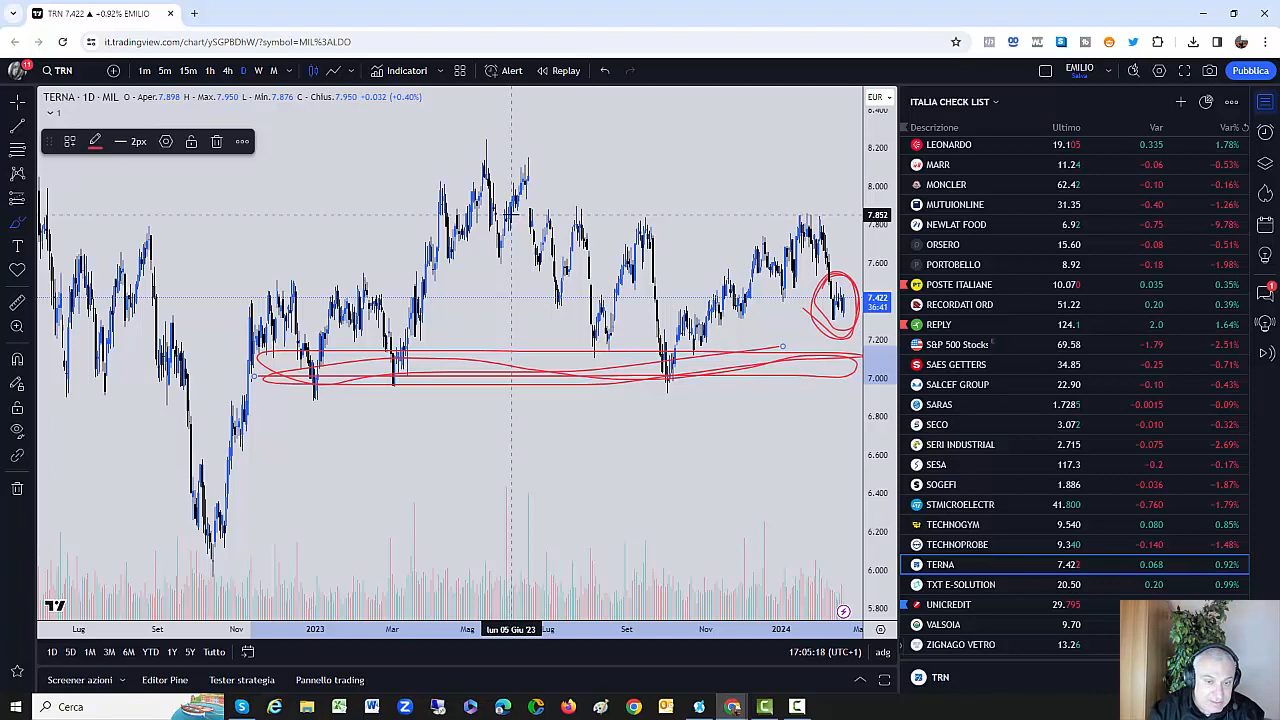 TRN 7.422 ▲ +0.92% EMILIO
it.tradingview.com/chart/ySGPBDhW/?symbol=MIL%3ALDO
11
TRN 1m 5m 15m 1h 4h D W M Indicatori Alert Replay EMILIO Salva Pubblica
TERNA · 1D · MIL O - Aper.7.898 H - Max.7.950 L - Min.7.876 C - Chius.7.950 +0.032 (+0.40%) EUR
1
2px
8.400
8.200
8.000
7.852
7.800
7.600
7.422
36:41
7.200
7.000
6.800
6.600
6.400
6.200
6.000
5.800
Lug Set Nov 2023 Mar Mag lun 05 Giu '23 Lug Set Nov 2024 Ma
1D 5D 1M 3M 6M YTD 1Y 5Y Tutto 17:05:18 (UTC+1) adg
Screener azioni Editor Pine Tester strategia Pannello trading
ITALIA CHECK LIST
Descrizione Ultimo Var Var%
LEONARDO 19.105 0.335 1.78%
MARR 11.24 −0.06 −0.53%
MONCLER 62.42 −0.10 −0.16%
MUTUIONLINE 31.35 −0.40 −1.26%
NEWLAT FOOD 6.92 −0.75 −9.78%
ORSERO 15.60 −0.08 −0.51%
PORTOBELLO 8.92 −0.18 −1.98%
POSTE ITALIANE 10.070 0.035 0.35%
RECORDATI ORD 51.22 0.20 0.39%
REPLY 124.1 2.0 1.64%
S&P 500 Stocks 69.58 −1.79 −2.51%
SAES GETTERS 34.85 −0.25 −0.71%
SALCEF GROUP 22.90 −0.10 −0.43%
SARAS 1.7285 −0.0015 −0.09%
SECO 3.072 −0.010 −0.32%
SERI INDUSTRIAL 2.715 −0.075 −2.69%
SESA 117.3 −0.2 −0.17%
SOGEFI 1.886 −0.036 −1.87%
STMICROELECTR 41.800 −0.760 −1.79%
TECHNOGYM 9.540 0.080 0.85%
TECHNOPROBE 9.340 −0.140 −1.48%
TERNA 7.422 0.068 0.92%
TXT E-SOLUTION 20.50 0.20 0.99%
UNICREDIT 29.795
VALSOIA 9.70
ZIGNAGO VETRO 13.26
TRN
1
Cerca